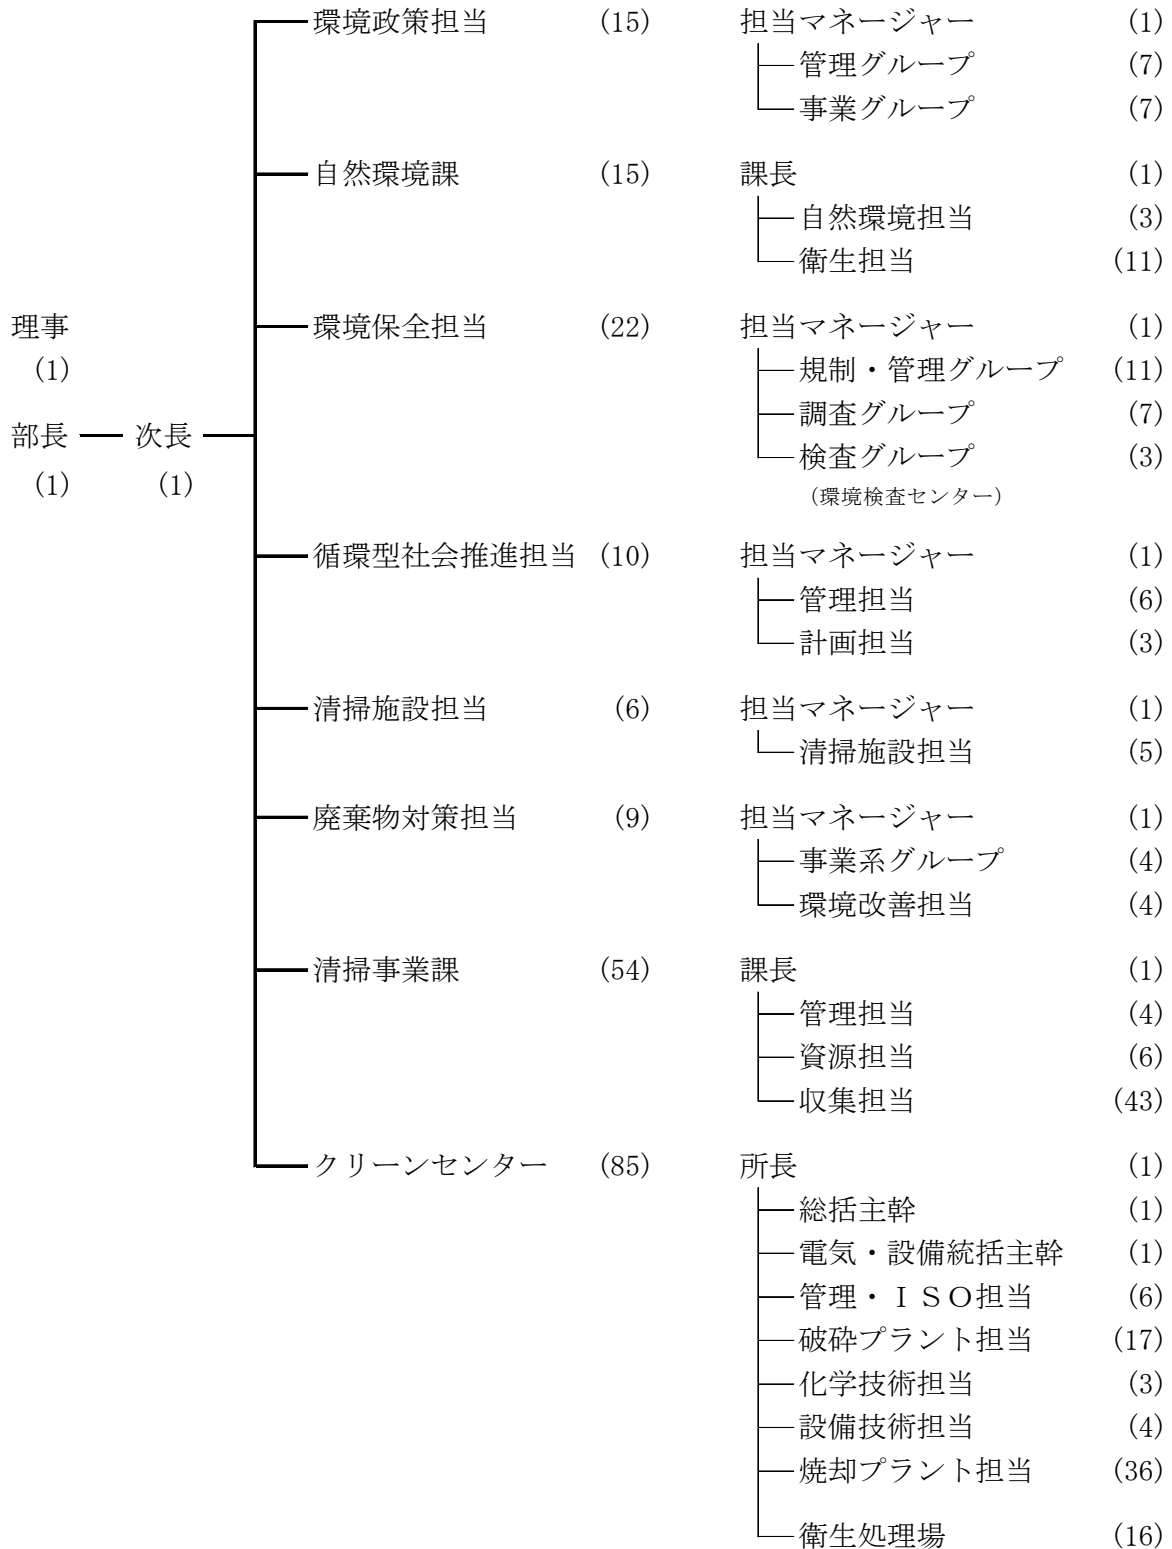 環境政策担当 (15) 担当マネージャー (1)
管理グループ (7)
事業グループ (7)
自然環境課 (15) 課長 (1)
自然環境担当 (3)
衛生担当 (11)
理事 環境保全担当 (22) 担当マネージャー (1)
(1) 規制・管理グループ (11)
調査グループ (7)
部長 次長 検査グループ (3)
(1) (1) (環境検査センター)
循環型社会推進担当 (10) 担当マネージャー (1)
管理担当 (6)
計画担当 (3)
清掃施設担当 (6) 担当マネージャー (1)
清掃施設担当 (5)
廃棄物対策担当 (9) 担当マネージャー (1)
事業系グループ (4)
環境改善担当 (4)
清掃事業課 (54) 課長 (1)
管理担当 (4)
資源担当 (6)
収集担当 (43)
クリーンセンター (85) 所長 (1)
総括主幹 (1)
電気・設備統括主幹 (1)
管理・ＩＳＯ担当 (6)
破砕プラント担当 (17)
化学技術担当 (3)
設備技術担当 (4)
焼却プラント担当 (36)
衛生処理場 (16)